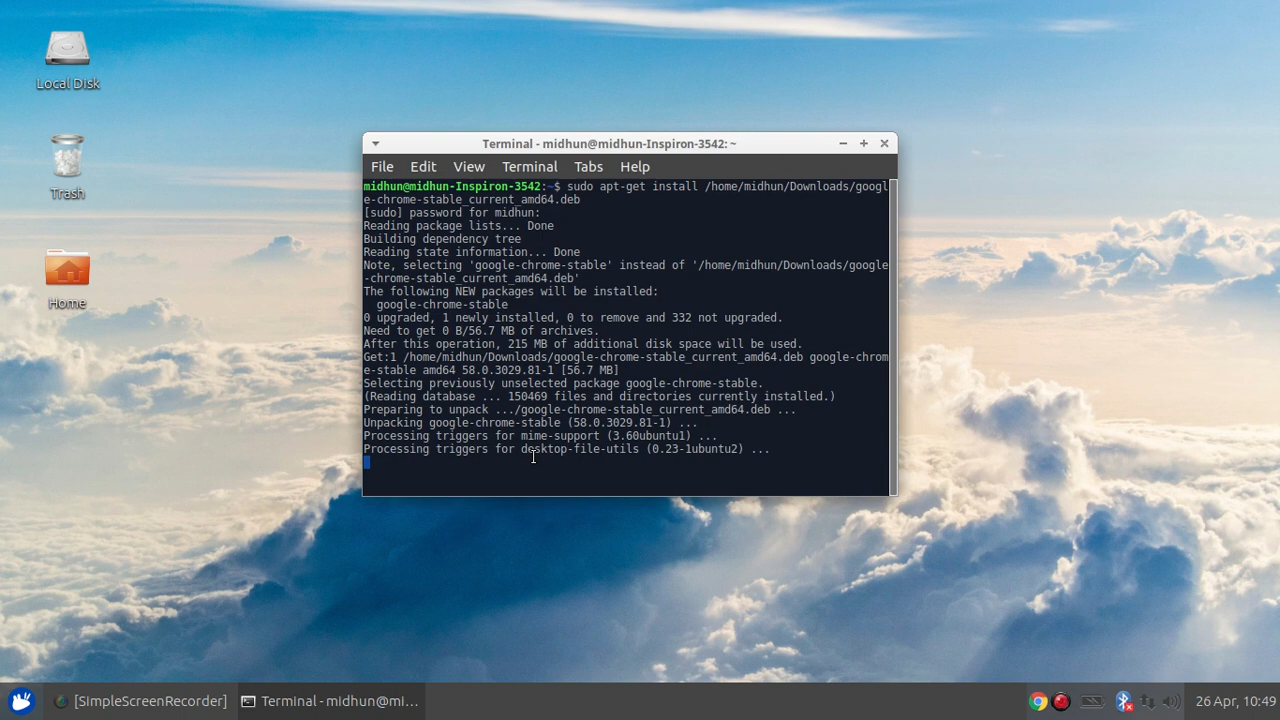 Local Disk
Trash
Home
Terminal - midhun@midhun-Inspiron-3542: ~
File Edit View Terminal Tabs Help
midhun@midhun-Inspiron-3542:~$ sudo apt-get install /home/midhun/Downloads/googl
e-chrome-stable_current_amd64.deb
[sudo] password for midhun:
Reading package lists... Done
Building dependency tree
Reading state information... Done
Note, selecting 'google-chrome-stable' instead of '/home/midhun/Downloads/google
-chrome-stable_current_amd64.deb'
The following NEW packages will be installed:
  google-chrome-stable
0 upgraded, 1 newly installed, 0 to remove and 332 not upgraded.
Need to get 0 B/56.7 MB of archives.
After this operation, 215 MB of additional disk space will be used.
Get:1 /home/midhun/Downloads/google-chrome-stable_current_amd64.deb google-chrom
e-stable amd64 58.0.3029.81-1 [56.7 MB]
Selecting previously unselected package google-chrome-stable.
(Reading database ... 150469 files and directories currently installed.)
Preparing to unpack .../google-chrome-stable_current_amd64.deb ...
Unpacking google-chrome-stable (58.0.3029.81-1) ...
Processing triggers for mime-support (3.60ubuntu1) ...
Processing triggers for desktop-file-utils (0.23-1ubuntu2) ...
[SimpleScreenRecorder]
Terminal - midhun@mi...
26 Apr, 10:49